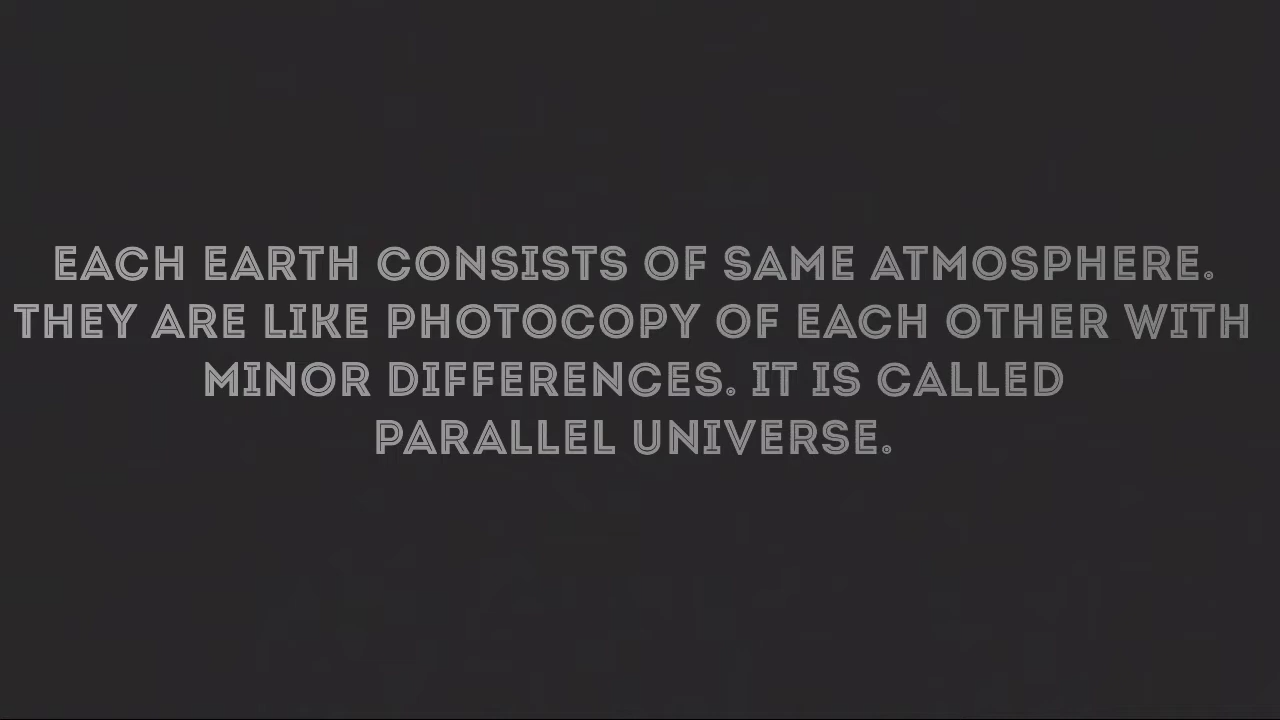 EACH EARTH CONSISTS OF SAME ATMOSPHERE.
THEY ARE LIKE PHOTOCOPY OF EACH OTHER WITH
MINOR DIFFERENCES. IT IS CALLED
PARALLEL UNIVERSE.